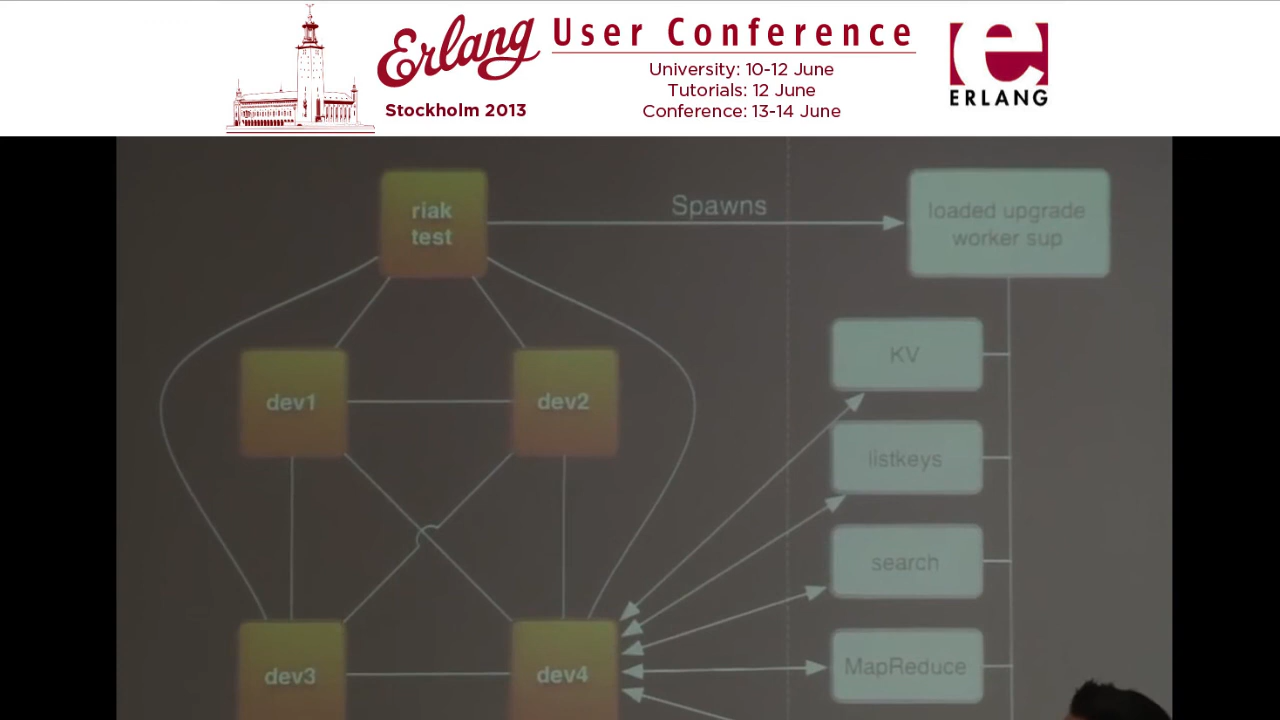 Erlang User Conference
Stockholm 2013
University: 10-12 June
Tutorials: 12 June
Conference: 13-14 June
ERLANG
riak
test
Spawns
loaded upgrade
worker sup
dev1
dev2
KV
listkeys
search
dev3
dev4
MapReduce